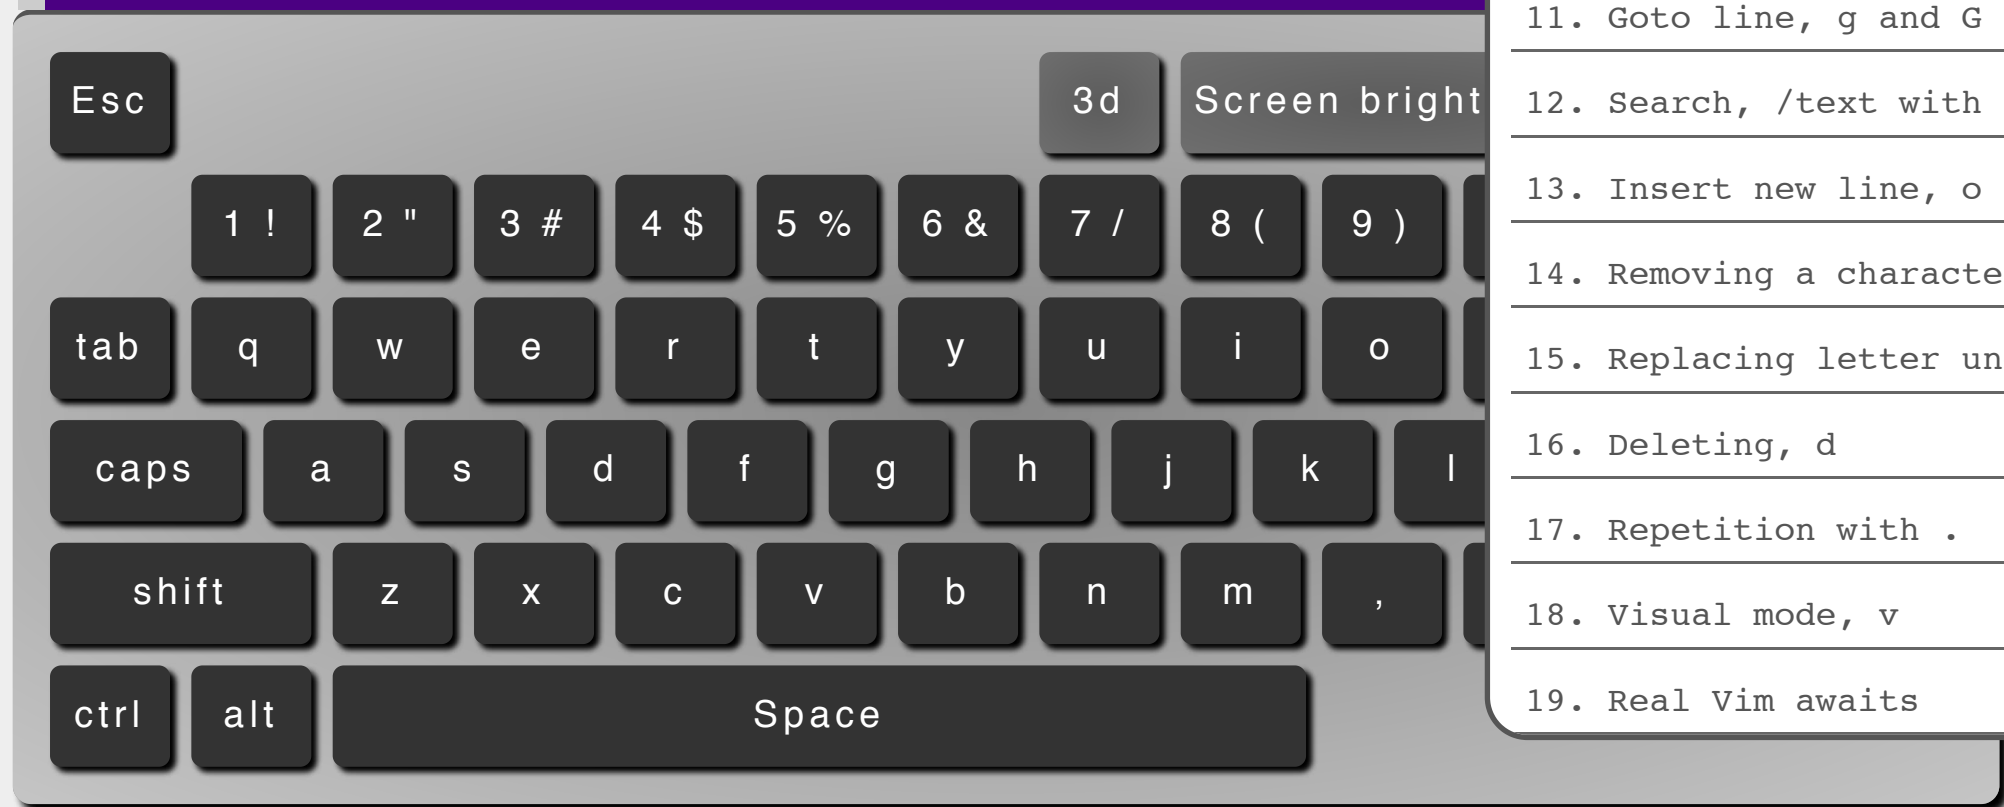 Esc 3d Screen bright
1 ! 2 " 3 # 4 $ 5 % 6 & 7 / 8 ( 9 )
tab q w e r t y u i o
caps a s d f g h j k l
shift z x c v b n m ,
ctrl alt Space
11. Goto line, g and G
12. Search, /text with
13. Insert new line, o
14. Removing a characte
15. Replacing letter un
16. Deleting, d
17. Repetition with .
18. Visual mode, v
19. Real Vim awaits